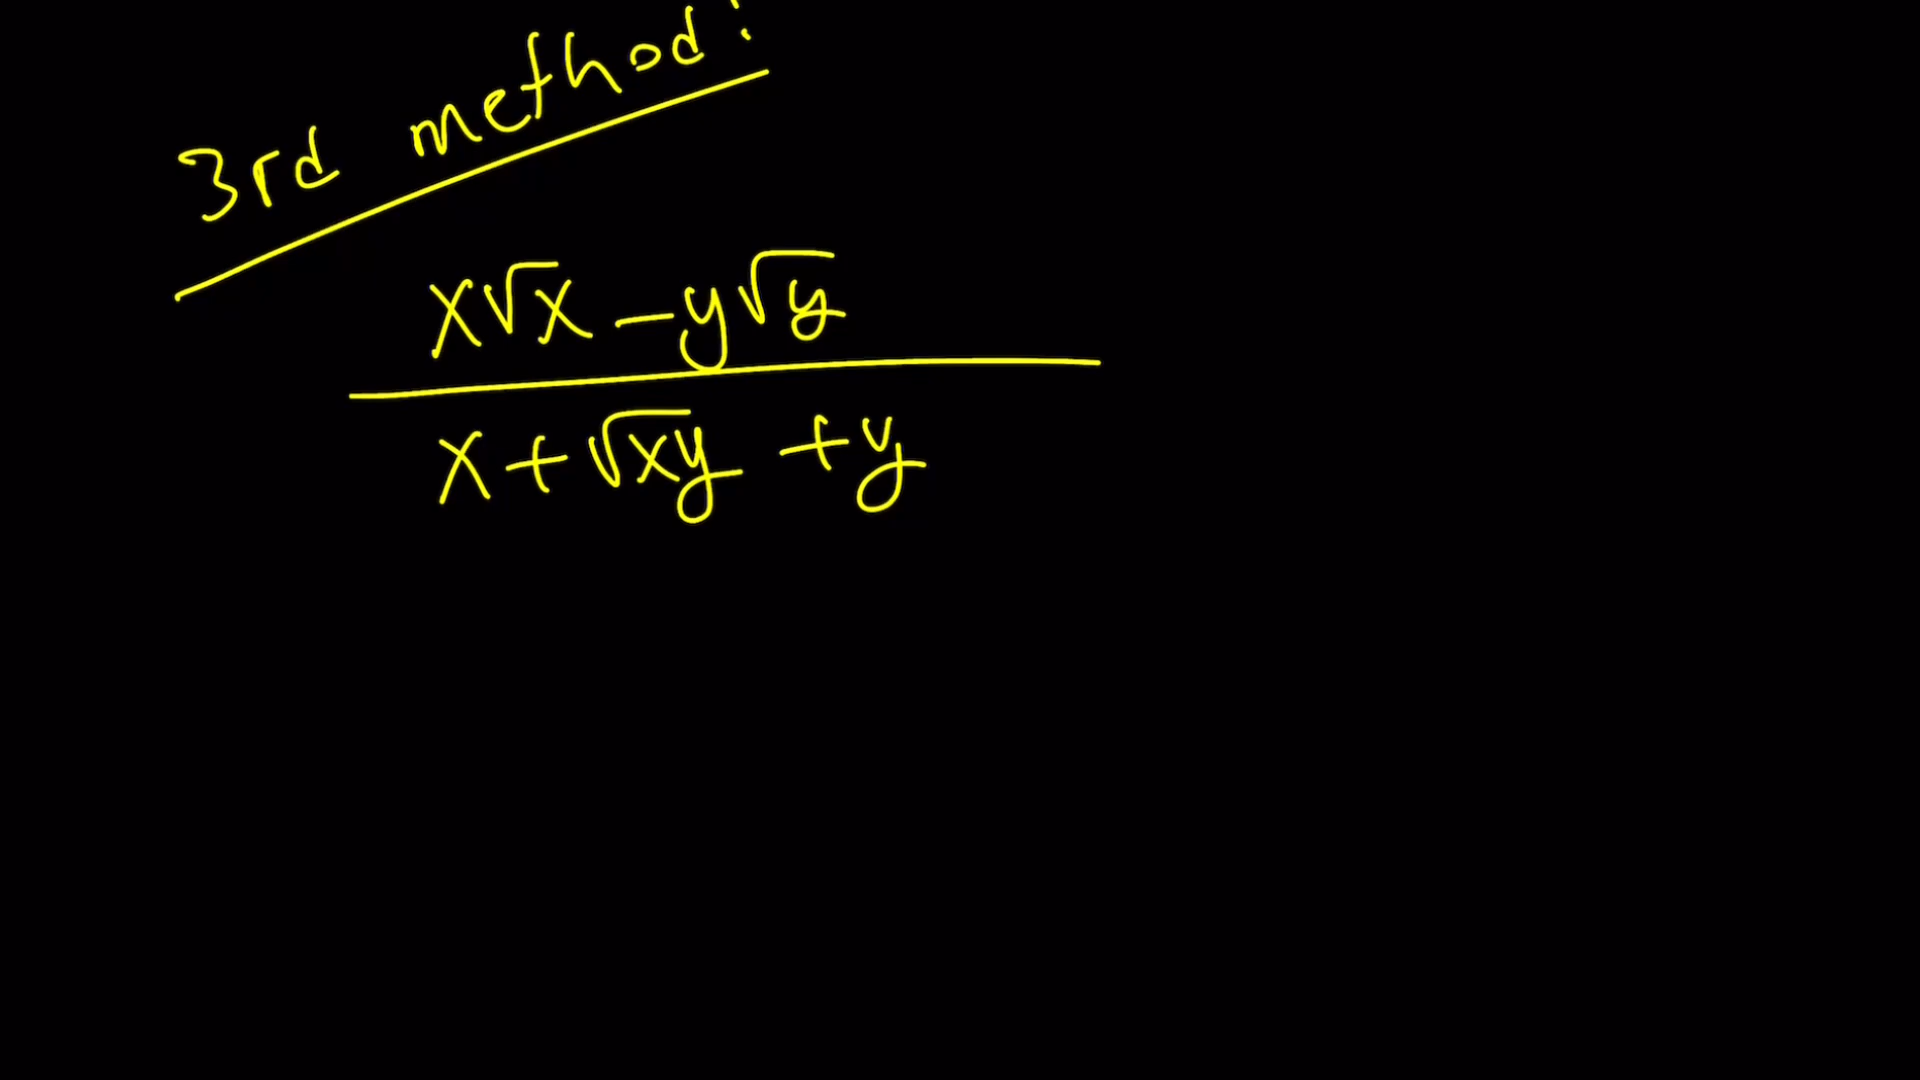 3rd method:
x√x − y√y
x + √xy + y